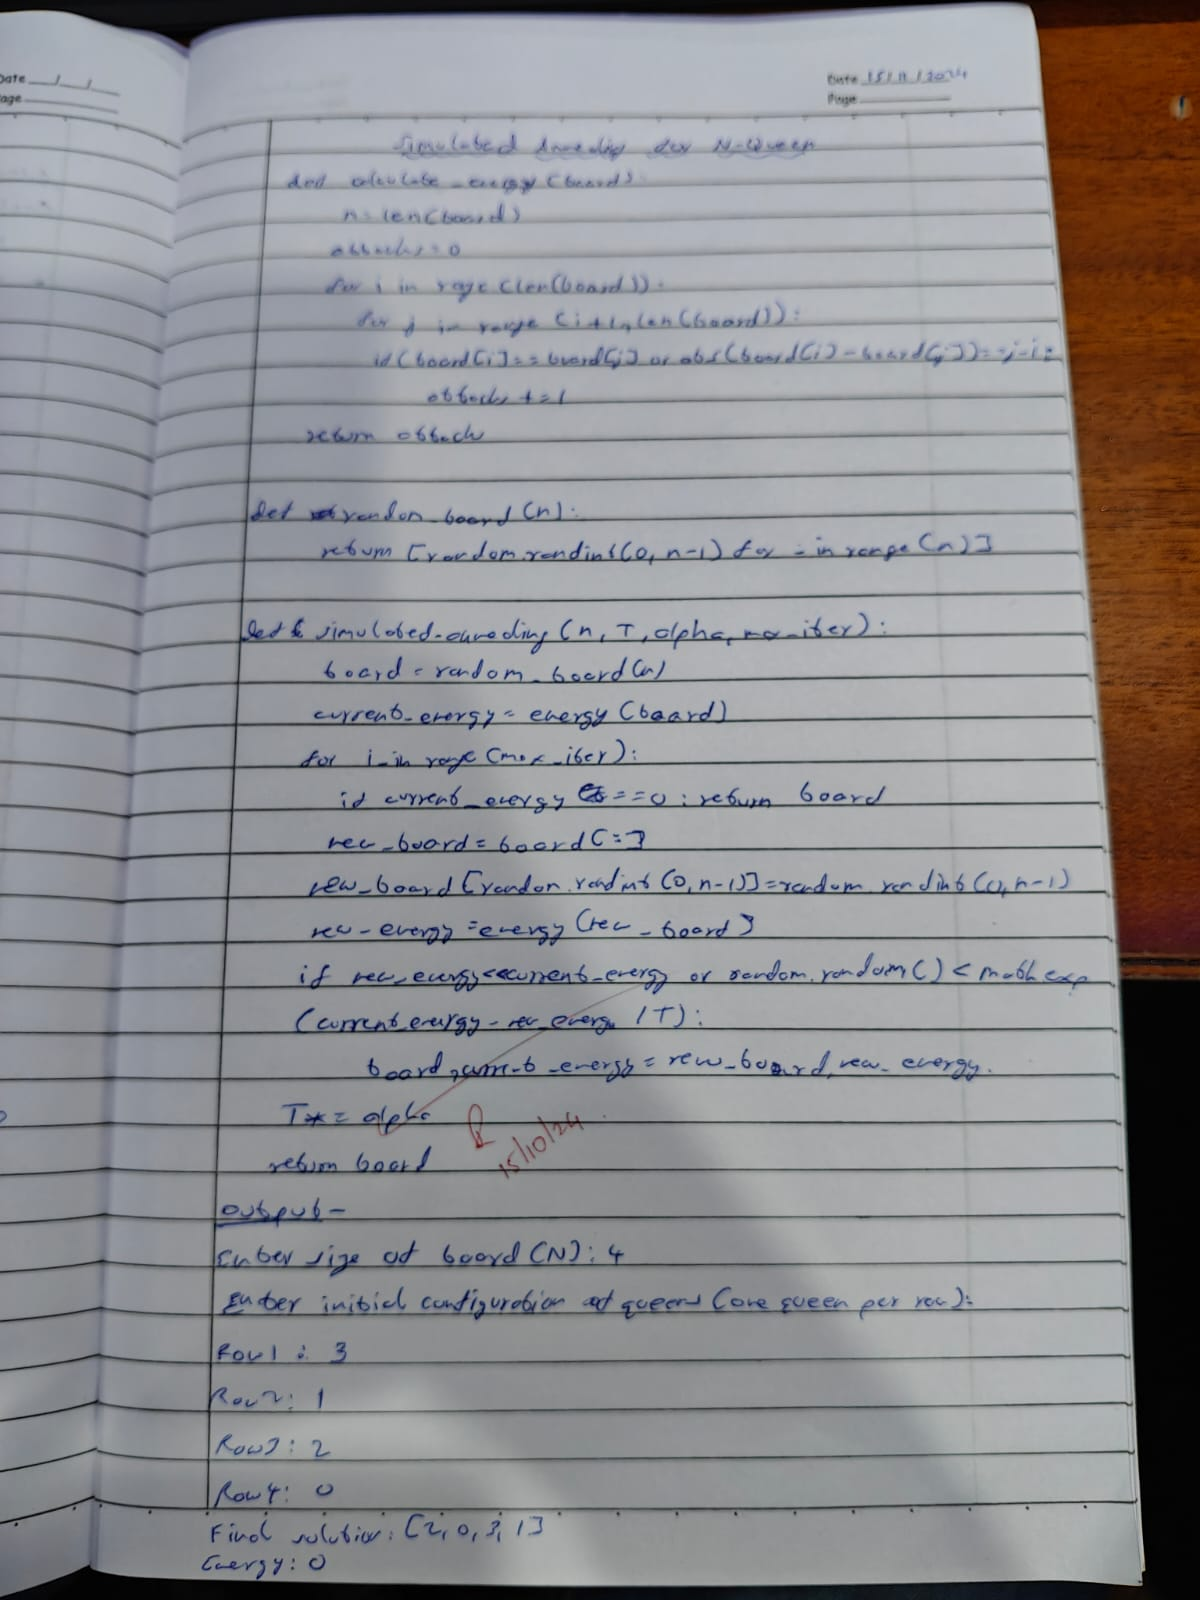 Date / /
age
Date 15/11/2024
Page
Simulated Annealing for N-Queen
def calculate_energy(board):
n = len(board)
attacks = 0
for i in range(len(board)):
for j in range(i+1, len(board)):
if (board[i] == board[j] or abs(board[i] - board[j]) == j-i:
attacks += 1
return attack
def random_board(n):
return [random.randint(0, n-1) for _ in range(n)]
def simulated_annealing(n, T, alpha, max_iter):
board = random_board(n)
current_energy = energy(board)
for i in range(max_iter):
if current_energy == 0 : return board
new_board = board[:]
new_board[random.randint(0, n-1)] = random.randint(0, n-1)
new_energy = energy(new_board]
if new_energy < current_energy or random.random() < math.exp
(current_energy - new_energy / T):
board, current_energy = new_board, new_energy.
T *= alpha
15/10/24
return board
Output -
Enter size of board (N): 4
Enter initial configuration of queens (one queen per row):
Row1 : 3
Row2: 1
Row3: 2
Row4: 0
Final solution: [2, 0, 3, 1]
Energy: 0